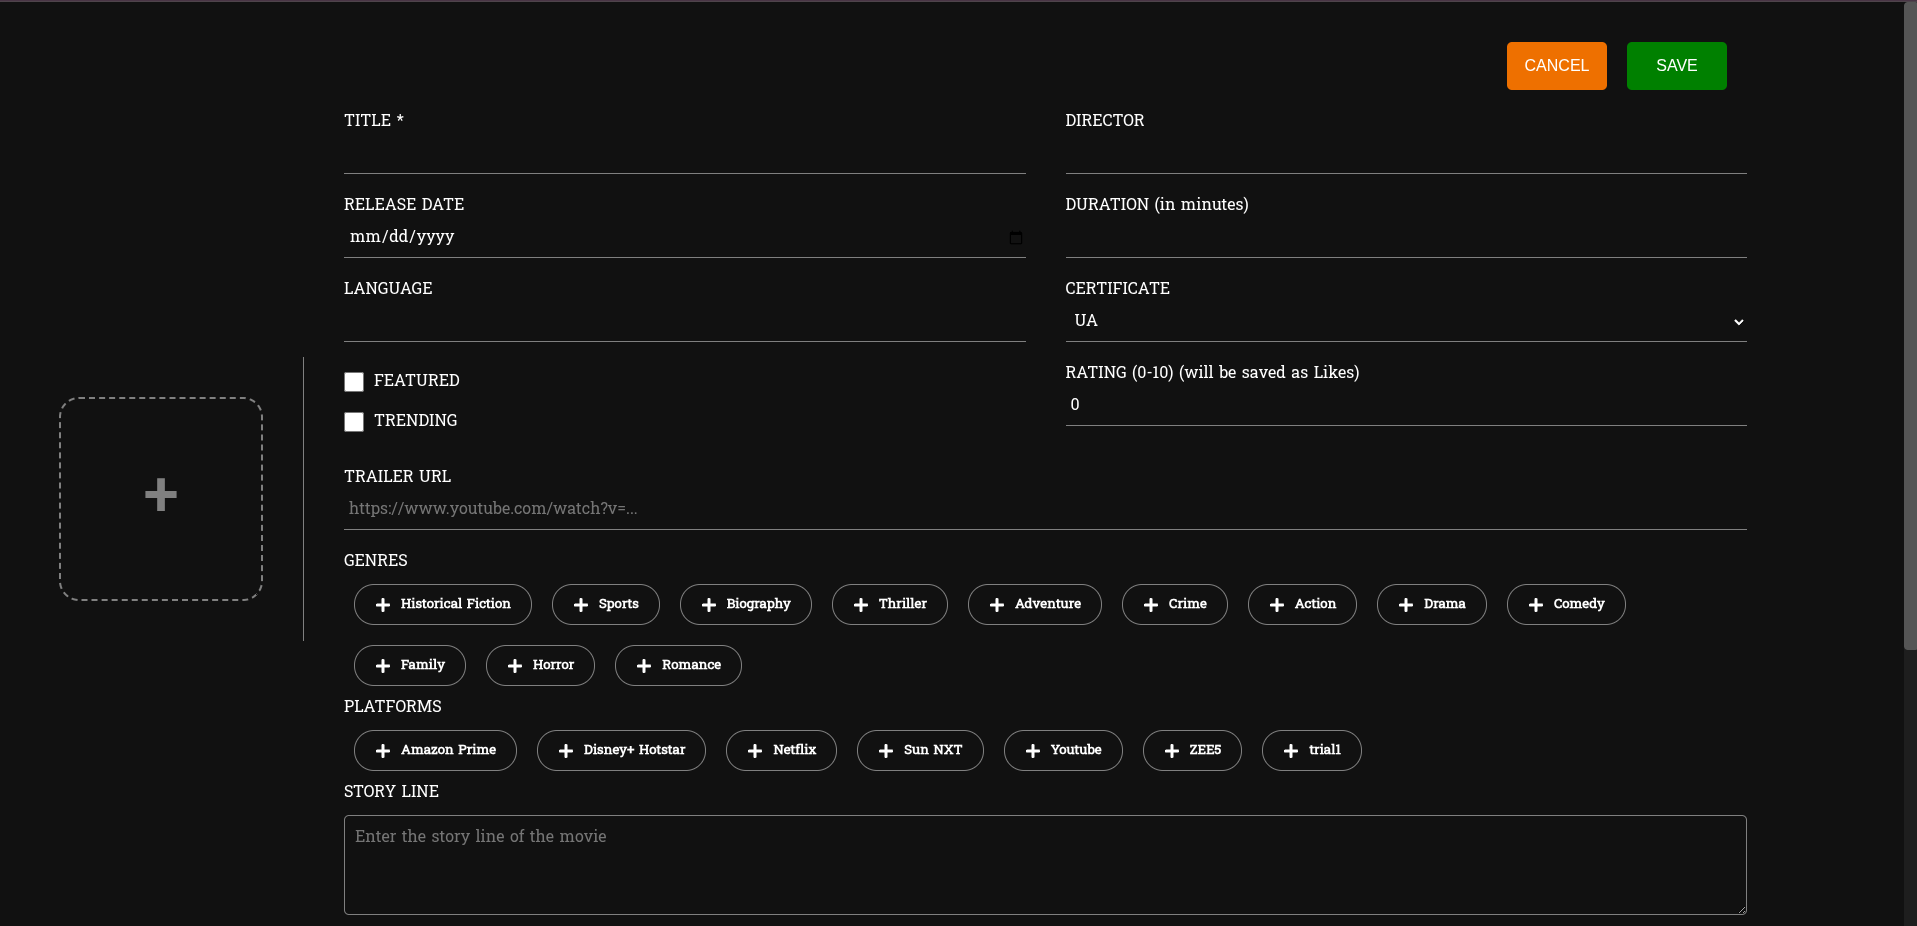 CANCEL SAVE
TITLE * DIRECTOR
RELEASE DATE DURATION (in minutes)
mm/dd/yyyy
LANGUAGE CERTIFICATE
UA
FEATURED RATING (0-10) (will be saved as Likes)
0
TRENDING
TRAILER URL
https://www.youtube.com/watch?v=...
GENRES
Historical Fiction Sports Biography Thriller Adventure Crime Action Drama Comedy
Family Horror Romance
PLATFORMS
Amazon Prime Disney+ Hotstar Netflix Sun NXT Youtube ZEE5 trial1
STORY LINE
Enter the story line of the movie